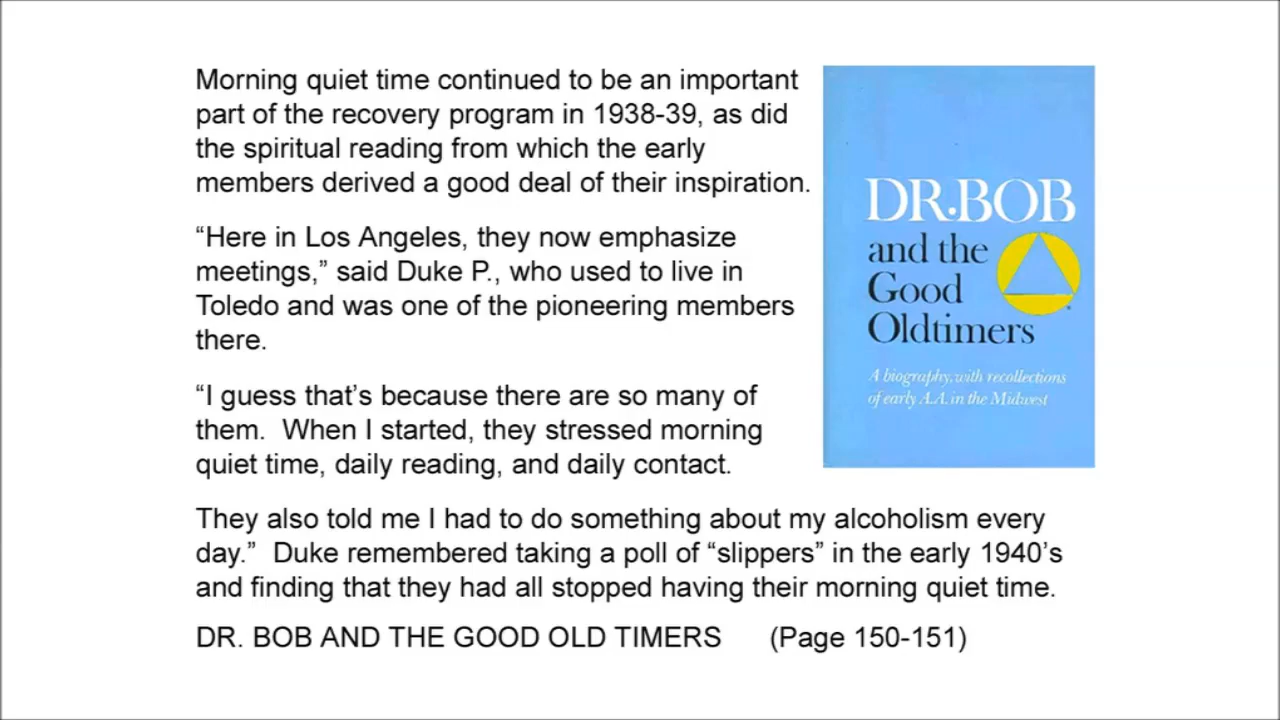 Morning quiet time continued to be an important
part of the recovery program in 1938-39, as did
the spiritual reading from which the early
members derived a good deal of their inspiration.
“Here in Los Angeles, they now emphasize
meetings,” said Duke P., who used to live in
Toledo and was one of the pioneering members
there.
“I guess that’s because there are so many of
them.  When I started, they stressed morning
quiet time, daily reading, and daily contact.
They also told me I had to do something about my alcoholism every
day.”  Duke remembered taking a poll of “slippers” in the early 1940’s
and finding that they had all stopped having their morning quiet time.
DR. BOB AND THE GOOD OLD TIMERS      (Page 150-151)
DR. BOB
and the
Good
Oldtimers
A biography, with recollections
of early A.A. in the Midwest